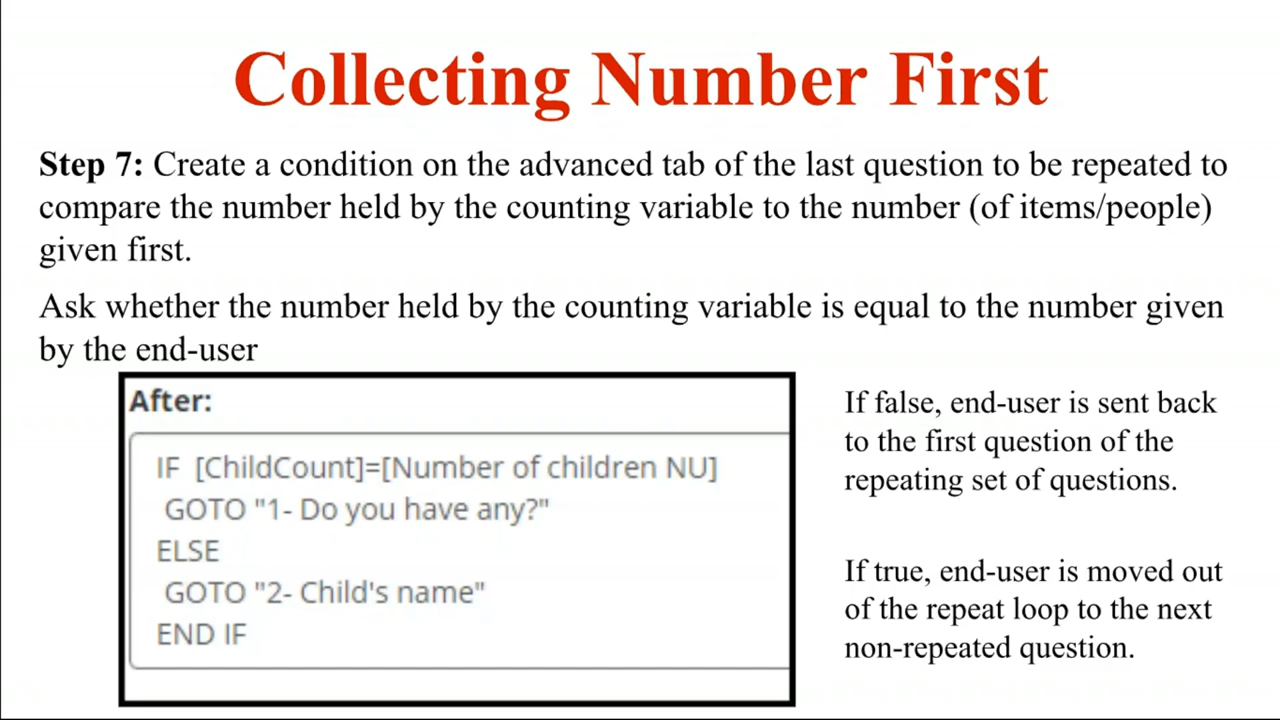 Collecting Number First
Step 7: Create a condition on the advanced tab of the last question to be repeated to
compare the number held by the counting variable to the number (of items/people)
given first.
Ask whether the number held by the counting variable is equal to the number given
by the end-user
After:
IF [ChildCount]=[Number of children NU]
GOTO "1- Do you have any?"
ELSE
GOTO "2- Child's name"
END IF
If false, end-user is sent back
to the first question of the
repeating set of questions.
If true, end-user is moved out
of the repeat loop to the next
non-repeated question.